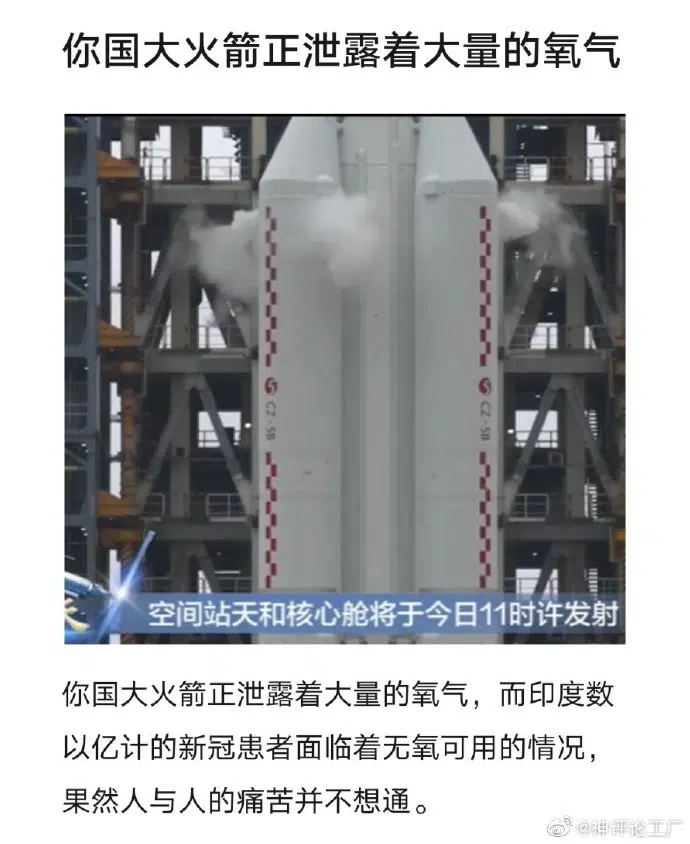 你国大火箭正泄露着大量的氧气
CZ-5B
CZ-5B
空间站天和核心舱将于今日11时许发射
你国大火箭正泄露着大量的氧气，而印度数
以亿计的新冠患者面临着无氧可用的情况，
果然人与人的痛苦并不想通。
@神评论工厂